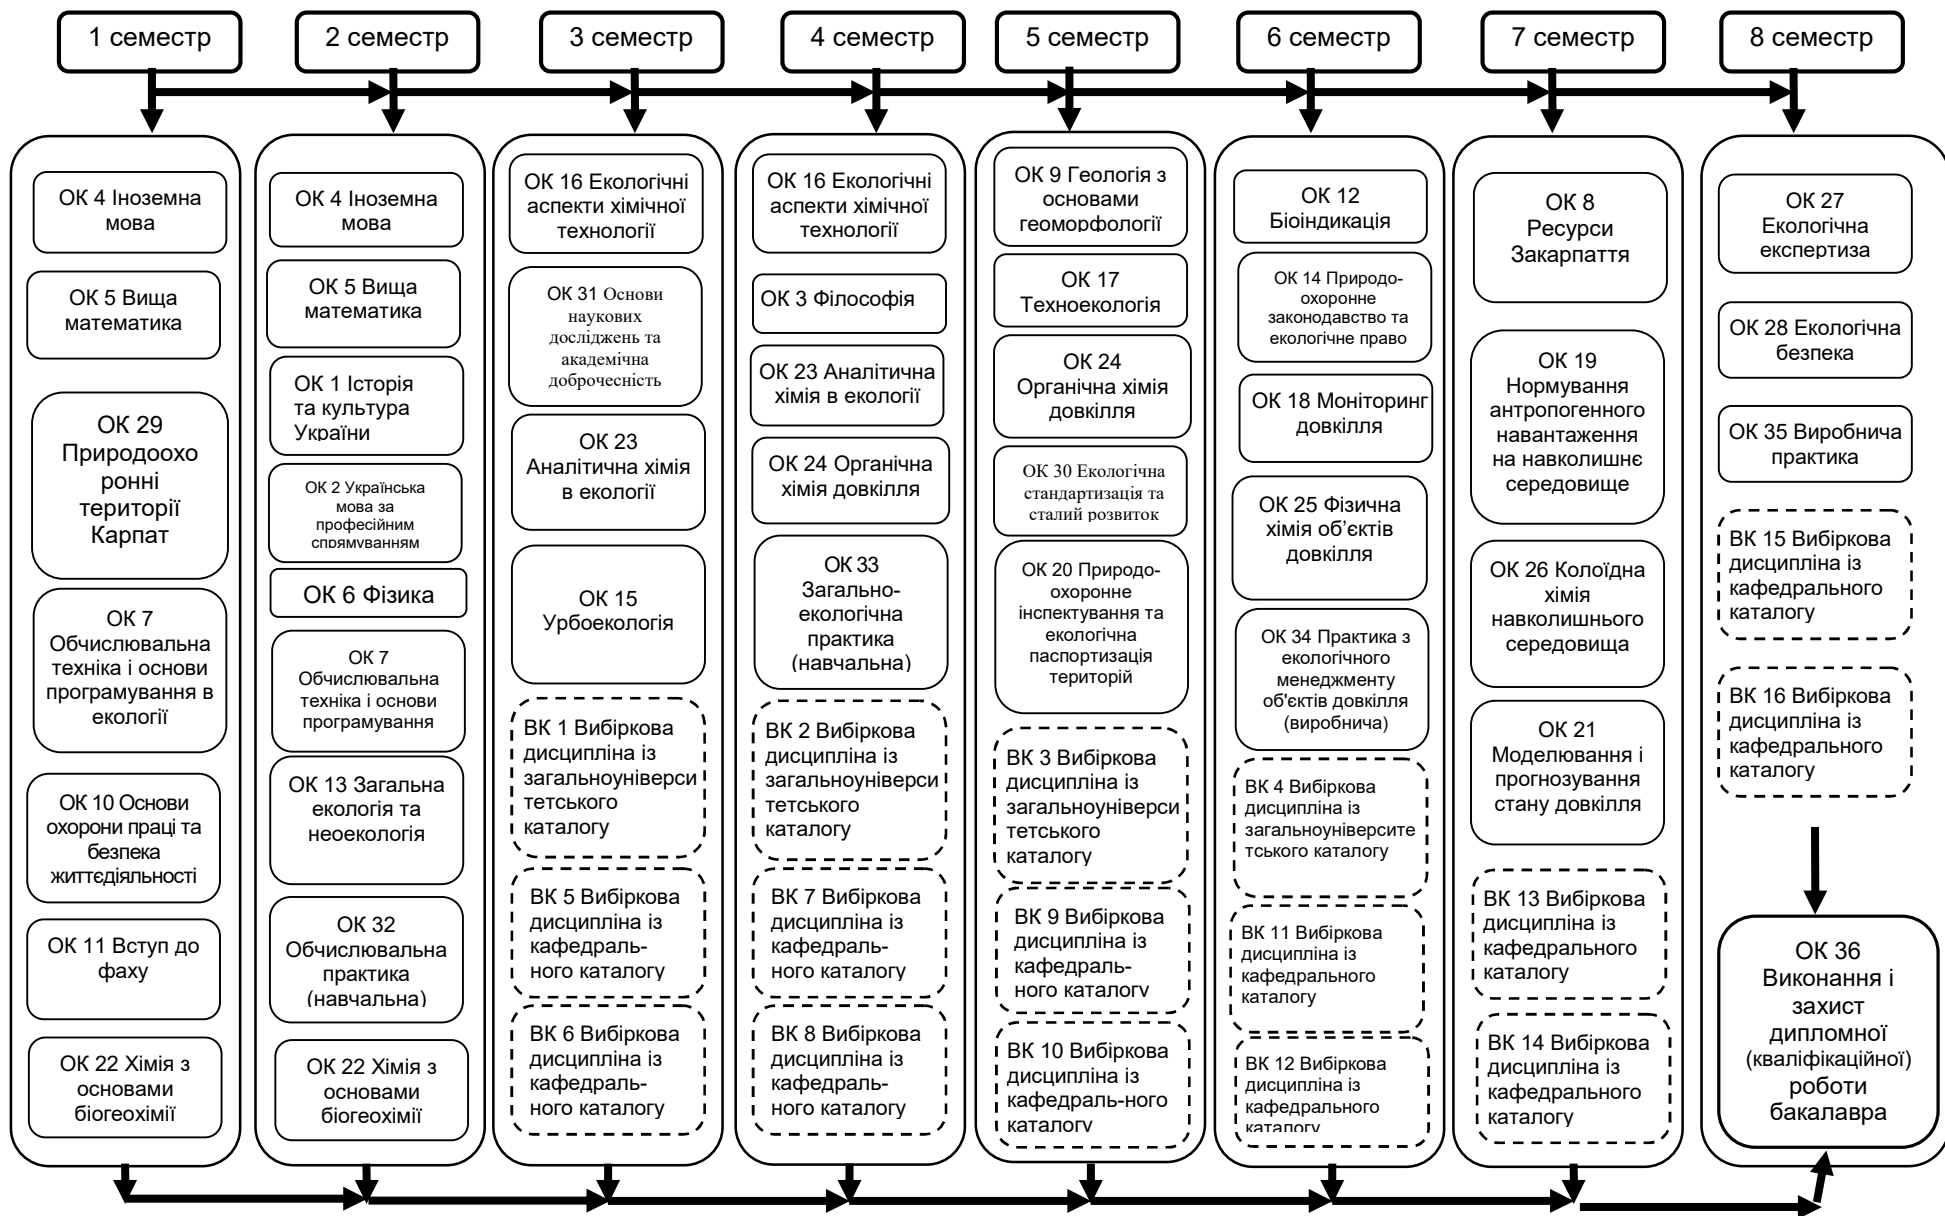 1 семестр
2 семестр
3 семестр
4 семестр
5 семестр
6 семестр
7 семестр
8 семестр
ОК 4 Іноземна
мова
ОК 5 Вища
математика
ОК 29
Природоохо
ронні
території
Карпат
ОК 7
Обчислювальна
техніка і основи
програмування в
екології
ОК 10 Основи
охорони праці та
безпека
життєдіяльності
ОК 11 Вступ до
фаху
ОК 22 Хімія з
основами
біогеохімії
ОК 4 Іноземна
мова
ОК 5 Вища
математика
ОК 1 Історія
та культура
України
ОК 2 Українська
мова за
професійним
спрямуванням
ОК 6 Фізика
ОК 7
Обчислювальна
техніка і основи
програмування
ОК 13 Загальна
екологія та
неоекологія
ОК 32
Обчислювальна
практика
(навчальна)
ОК 22 Хімія з
основами
біогеохімії
ОК 16 Екологічні
аспекти хімічної
технології
ОК 31 Основи
наукових
досліджень та
академічна
доброчесність
ОК 23
Аналітична хімія
в екології
ОК 15
Урбоекологія
ВК 1 Вибіркова
дисципліна із
загальноуніверси
тетського
каталогу
ВК 5 Вибіркова
дисципліна із
кафедраль-
ного каталогу
ВК 6 Вибіркова
дисципліна із
кафедраль-
ного каталогу
ОК 16 Екологічні
аспекти хімічної
технології
ОК 3 Філософія
ОК 23 Аналітична
хімія в екології
ОК 24 Органічна
хімія довкілля
ОК 33
Загально-
екологічна
практика
(навчальна)
ВК 2 Вибіркова
дисципліна із
загальноуніверси
тетського
каталогу
ВК 7 Вибіркова
дисципліна із
кафедраль-
ного каталогу
ВК 8 Вибіркова
дисципліна із
кафедраль-
ного каталогу
ОК 9 Геологія з
основами
геоморфології
ОК 17
Техноекологія
ОК 24
Органічна хімія
довкілля
ОК 30 Екологічна
стандартизація та
сталий розвиток
ОК 20 Природо-
охоронне
інспектування та
екологічна
паспортизація
територій
ВК 3 Вибіркова
дисципліна із
загальноуніверси
тетського
каталогу
ВК 9 Вибіркова
дисципліна із
кафедраль-
ного каталогу
ВК 10 Вибіркова
дисципліна із
кафедраль-ного
каталогу
ОК 12
Біоіндикація
ОК 14 Природо-
охоронне
законодавство та
екологічне право
ОК 18 Моніторинг
довкілля
ОК 25 Фізична
хімія об’єктів
довкілля
ОК 34 Практика з
екологічного
менеджменту
об'єктів довкілля
(виробнича)
ВК 4 Вибіркова
дисципліна із
загальноуніверсите
тського каталогу
ВК 11 Вибіркова
дисципліна із
кафедрального
каталогу
ВК 12 Вибіркова
дисципліна із
кафедрального
каталогу
ОК 8
Ресурси
Закарпаття
ОК 19
Нормування
антропогенного
навантаження
на навколишнє
середовище
ОК 26 Колоїдна
хімія
навколишнього
середовища
ОК 21
Моделювання і
прогнозування
стану довкілля
ВК 13 Вибіркова
дисципліна із
кафедрального
каталогу
ВК 14 Вибіркова
дисципліна із
кафедрального
каталогу
ОК 27
Екологічна
експертиза
ОК 28 Екологічна
безпека
ОК 35 Виробнича
практика
ВК 15 Вибіркова
дисципліна із
кафедрального
каталогу
ВК 16 Вибіркова
дисципліна із
кафедрального
каталогу
ОК 36
Виконання і
захист
дипломної
(кваліфікаційної)
роботи
бакалавра